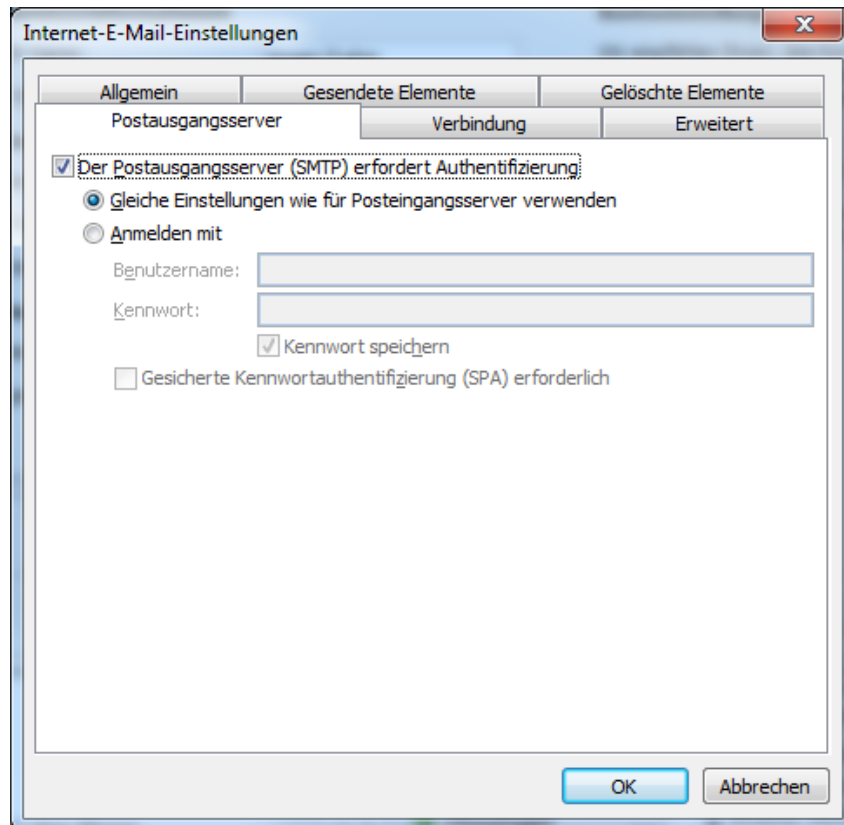 Internet-E-Mail-Einstellungen
Allgemein Gesendete Elemente Gelöschte Elemente
Postausgangsserver Verbindung Erweitert
Der Postausgangsserver (SMTP) erfordert Authentifizierung
Gleiche Einstellungen wie für Posteingangsserver verwenden
Anmelden mit
Benutzername:
Kennwort:
Kennwort speichern
Gesicherte Kennwortauthentifizierung (SPA) erforderlich
OK Abbrechen